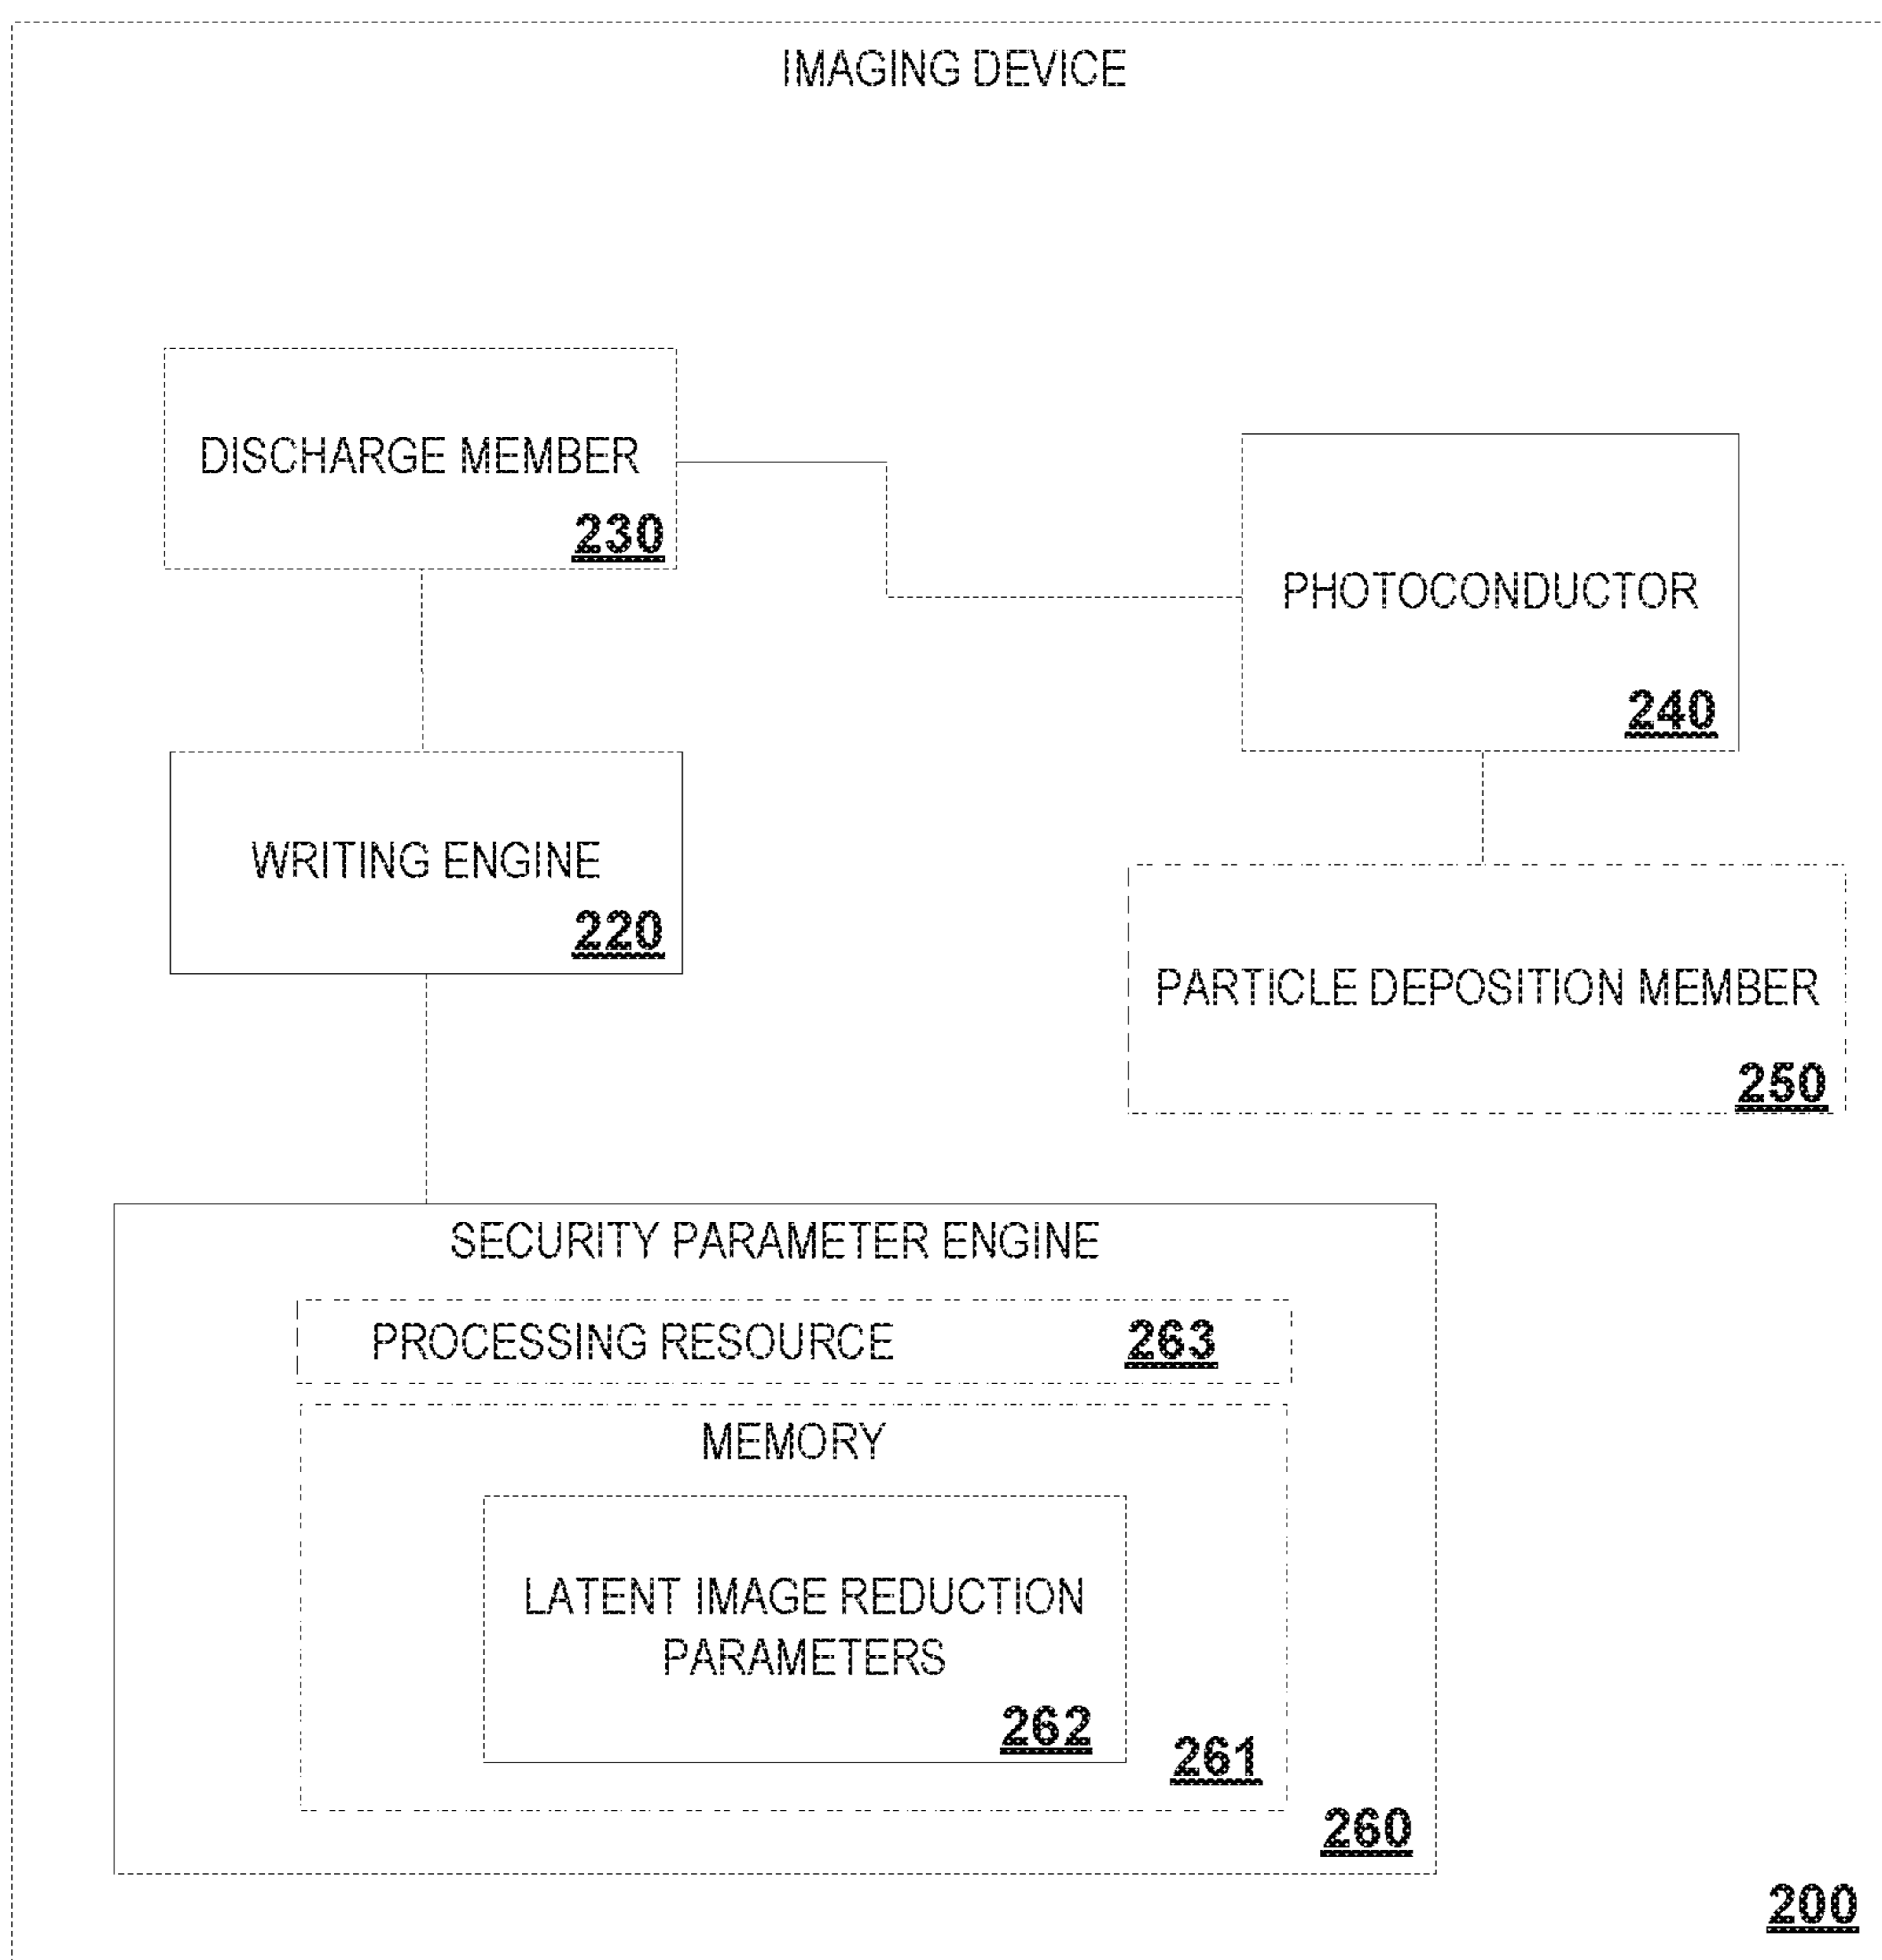 IMAGING DEVICE
DISCHARGE MEMBER
230
PHOTOCONDUCTOR
240
WRITING ENGINE
220
PARTICLE DEPOSITION MEMBER
250
SECURITY PARAMETER ENGINE
PROCESSING RESOURCE 263
MEMORY
LATENT IMAGE REDUCTION
PARAMETERS
262
261
260
200